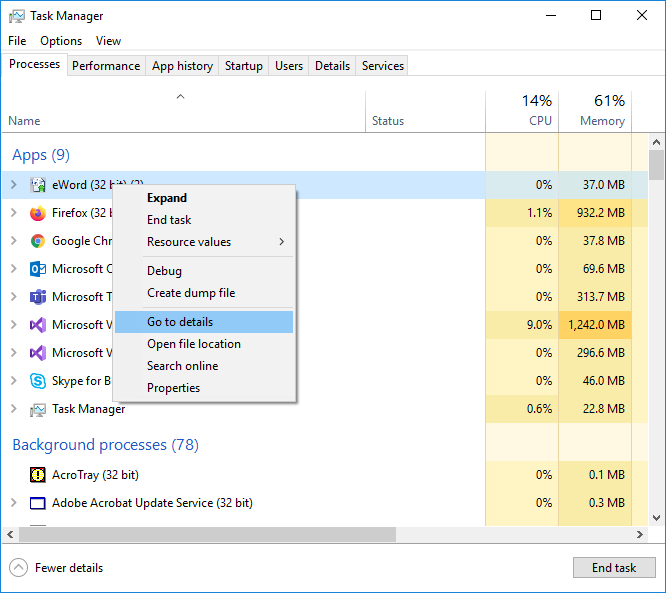 Task Manager
File Options View
Processes Performance App history Startup Users Details Services
14% 61%
Name Status CPU Memory
Apps (9)
eWord (32 bit) (2) 0% 37.0 MB
Firefox (32 0% 1.1% 932.2 MB
Google 0% 37.8 MB
Microsoft 0% 69.6 MB
Microsoft 0% 313.7 MB
Microsoft 9.0% 1,242.0 MB
Microsoft 0% 296.6 MB
Skype for 0% 46.0 MB
Task Manager 0.6% 22.8 MB
Expand
End task
Resource values
Debug
Create dump file
Go to details
Open file location
Search online
Properties
Background processes (78)
AcroTray (32 bit) 0% 0.1 MB
Adobe Acrobat Update Service (32 bit) 0% 0.3 MB
Fewer details End task